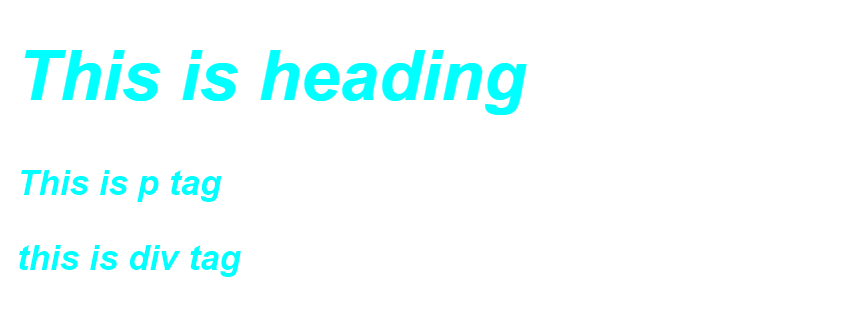 This is heading
This is p tag
this is div tag